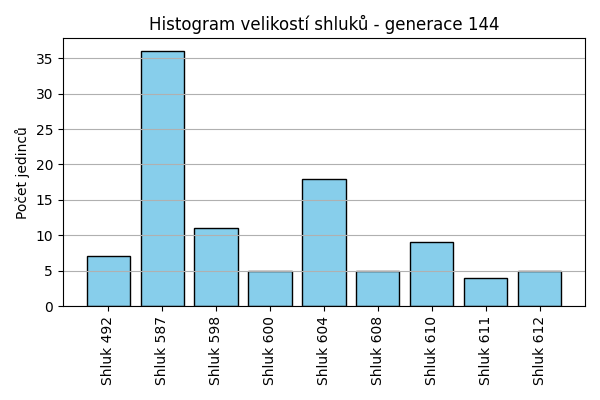 Histogram velikostí shluků - generace 144
Počet jedinců
35
30
25
20
15
10
5
0
Shluk 492
Shluk 587
Shluk 598
Shluk 600
Shluk 604
Shluk 608
Shluk 610
Shluk 611
Shluk 612